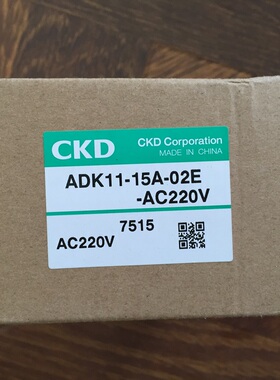 CKD
CKD Corporation
MADE IN CHINA
ADK11-15A-02E
-AC220V
7515
AC220V